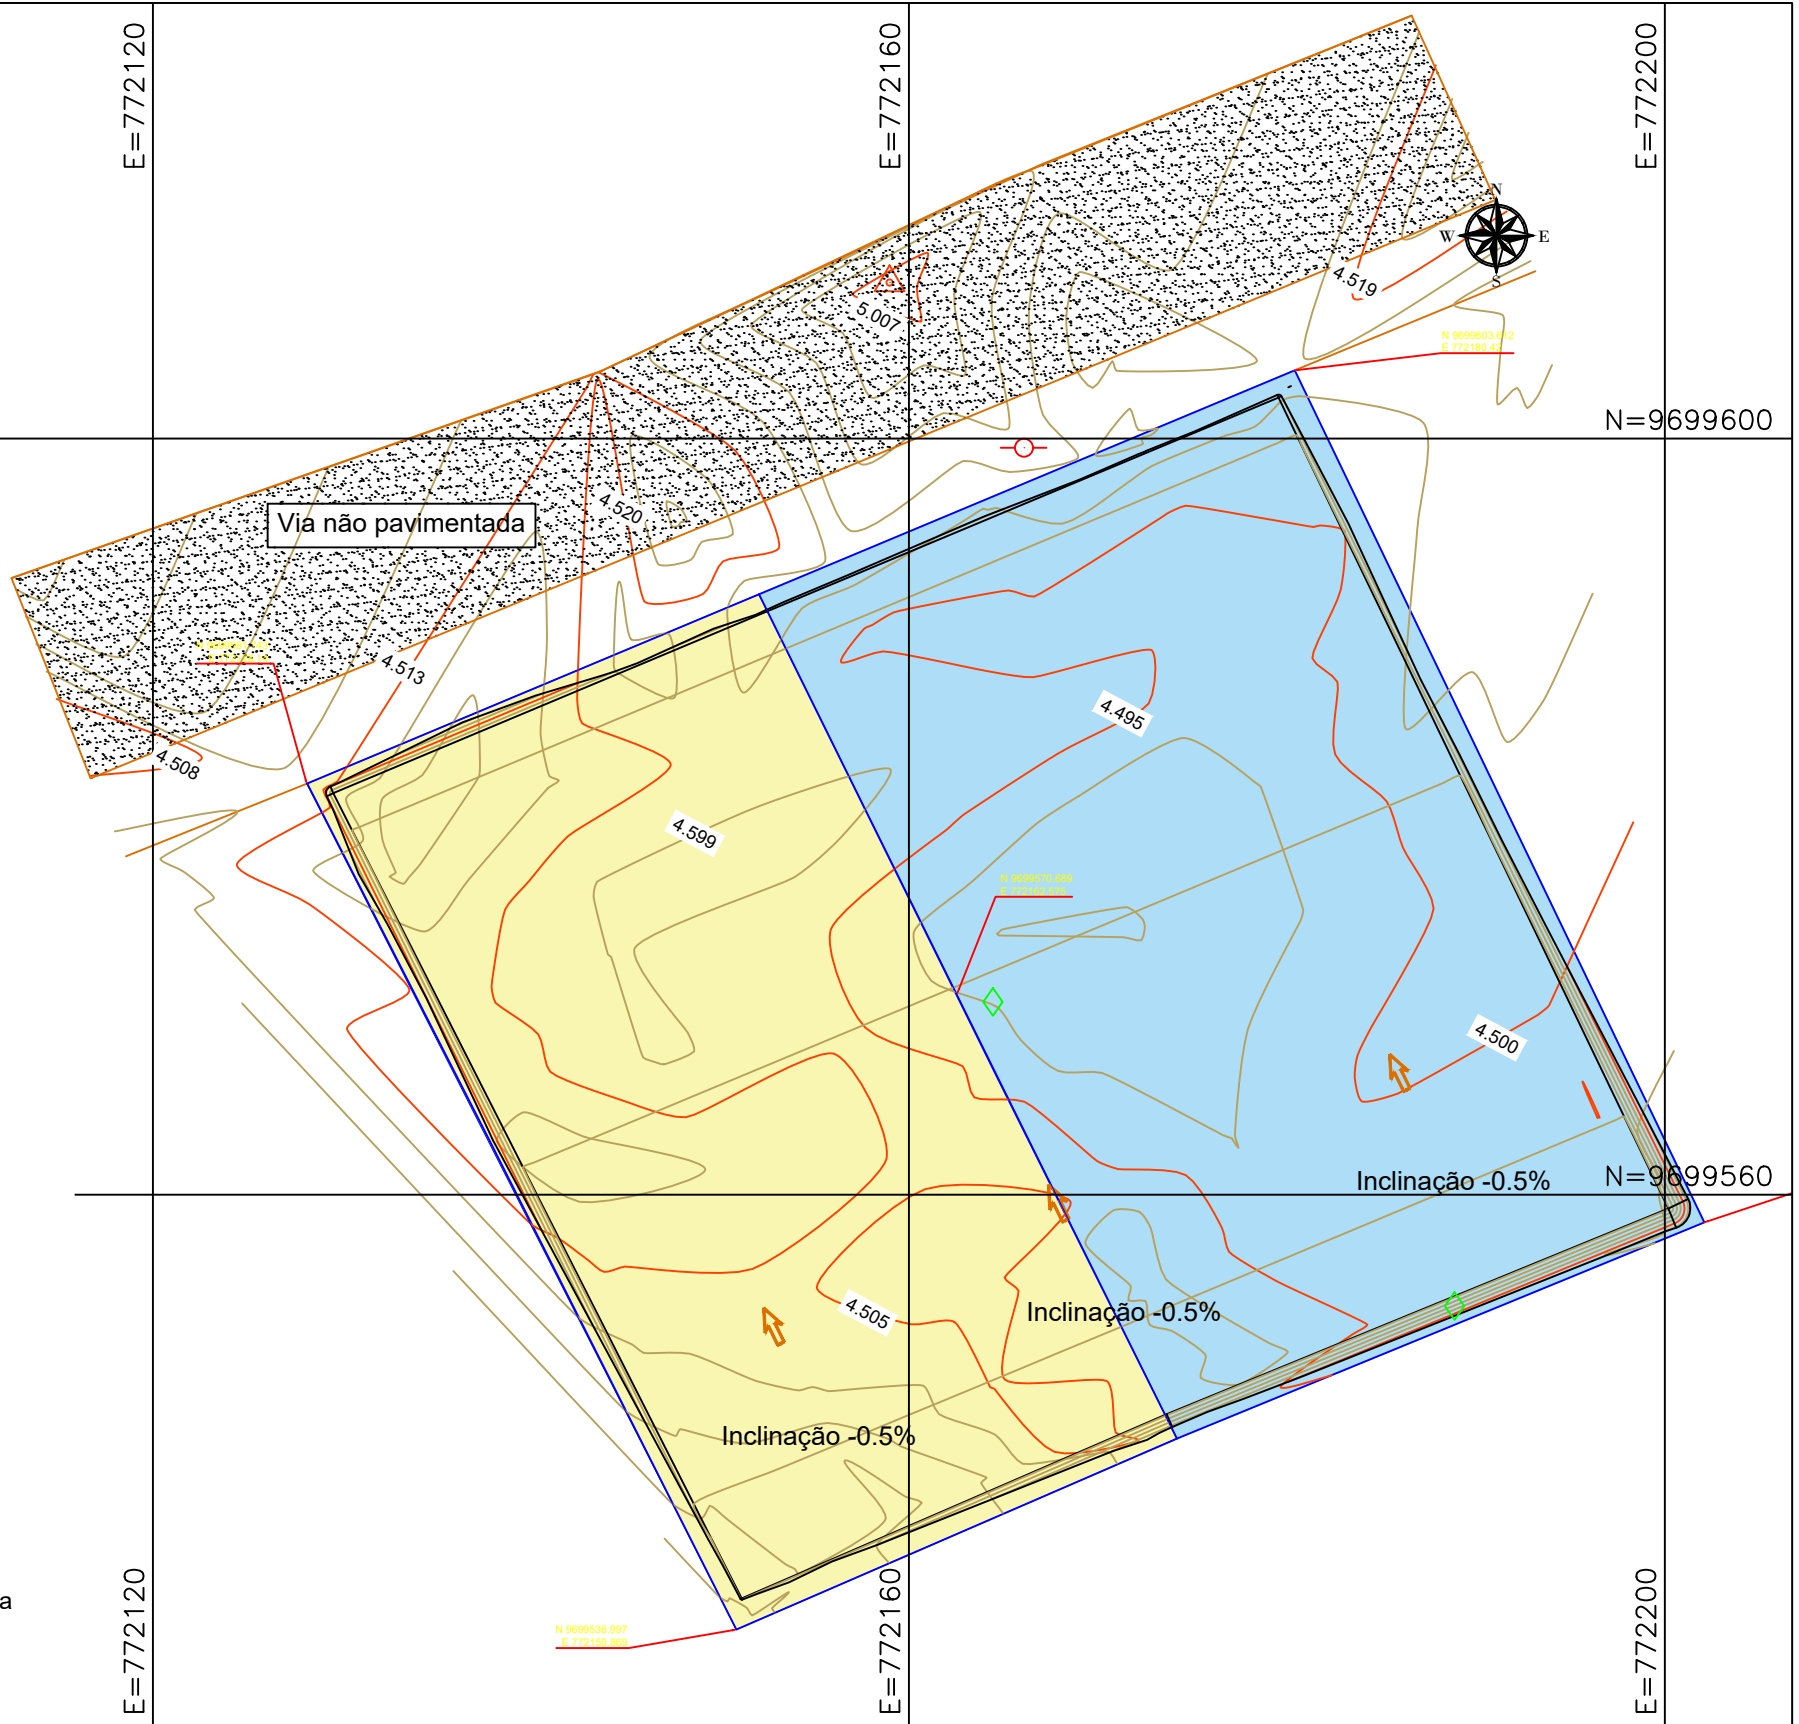 E=772120
E=772160
E=772200
N
W
E
S
4.519
5.007
N=9699600
4.520
Via não pavimentada
4.513
4.508
4.495
4.599
4.500
N=9699560
Inclinação -0.5%
4.505
Inclinação -0.5%
Inclinação -0.5%
a
N 9699536.997
E=772120
E=772160
E=772200